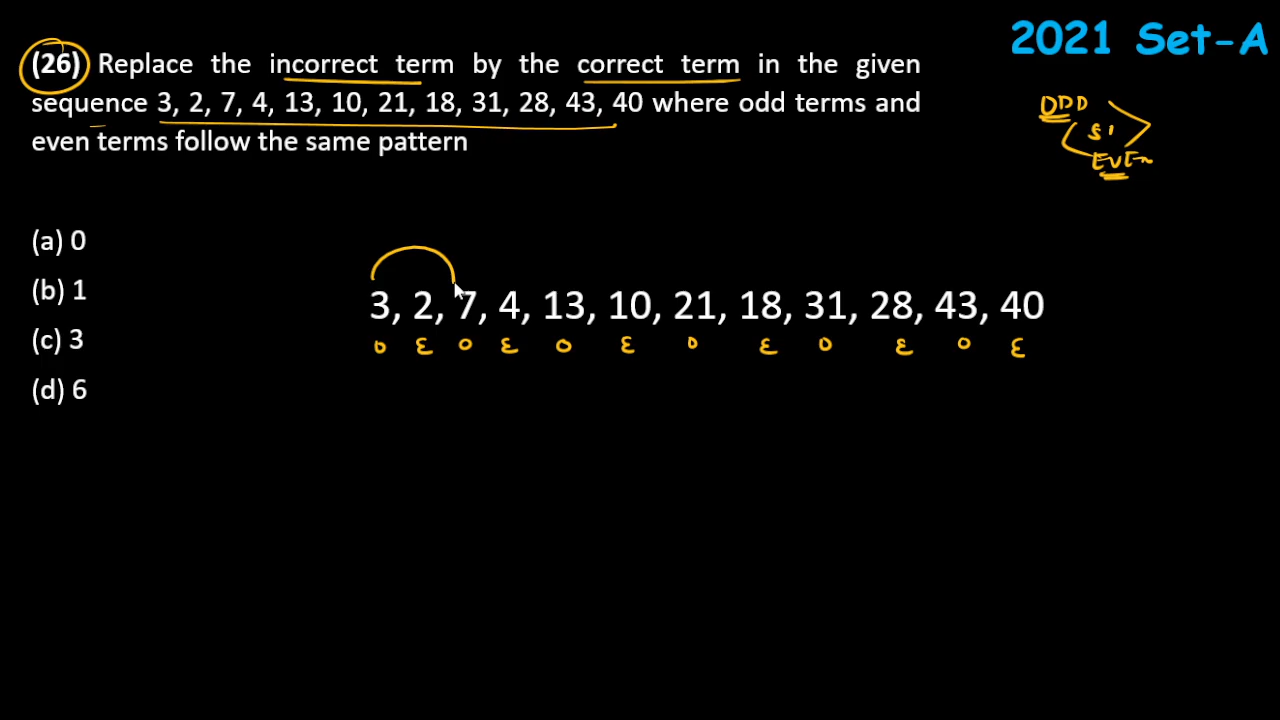 2021 Set-A
(26) Replace the incorrect term by the correct term in the given
sequence 3, 2, 7, 4, 13, 10, 21, 18, 31, 28, 43, 40 where odd terms and
even terms follow the same pattern
ODD
EVEn
(a) 0
(b) 1
(c) 3
(d) 6
3, 2, 7, 4, 13, 10, 21, 18, 31, 28, 43, 40
O E O E O E O E O E O E